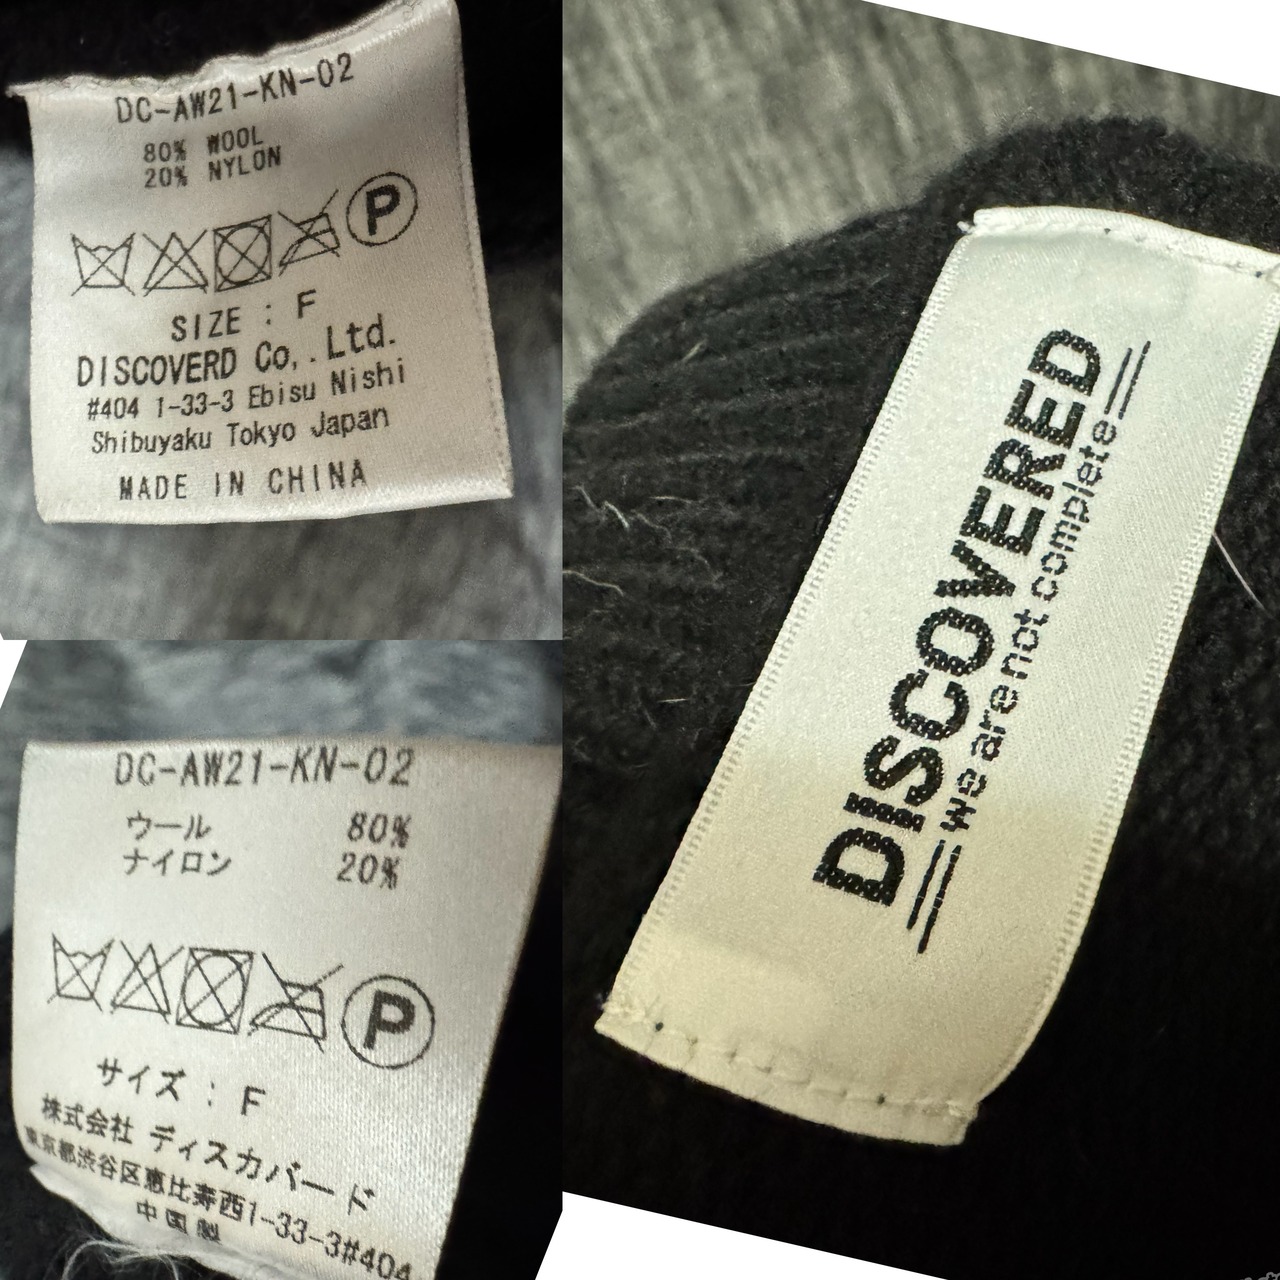 DC-AW21-KN-02
80% WOOL
20% NYLON
P
SIZE : F
DISCOVERD Co,.Ltd.
#404 1-33-3 Ebisu Nishi
Shibuyaku Tokyo Japan
MADE IN CHINA
DC-AW21-KN-02
ウール 80%
ナイロン 20%
P
サイズ : F
株式会社 ディスカバード
東京都渋谷区恵比寿西1-33-3#404
中国製
DISCOVERED
we are not complete